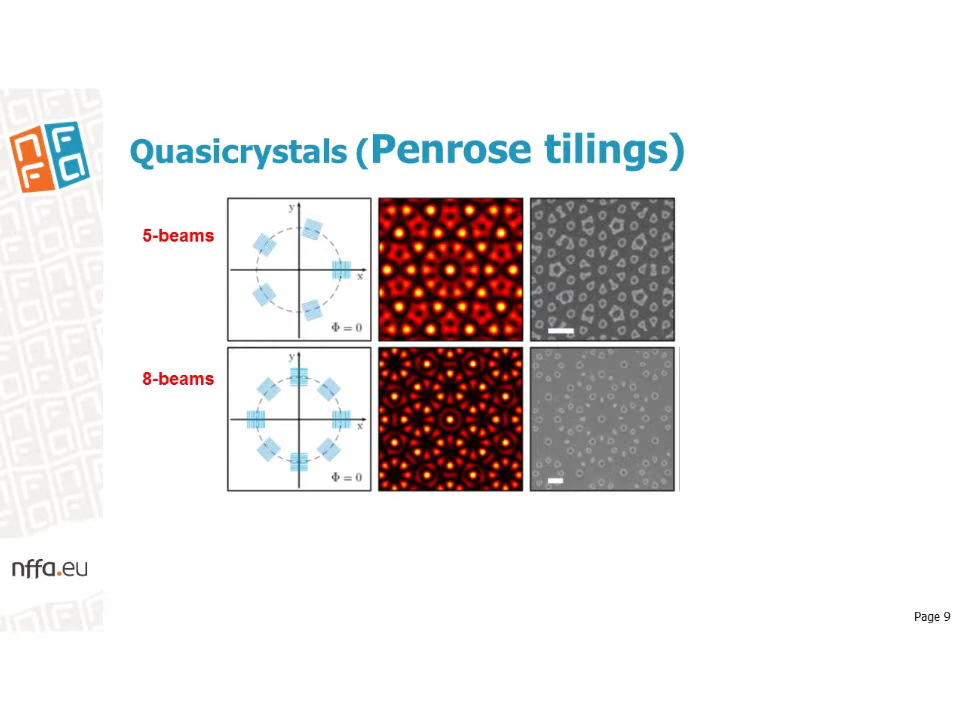 Quasicrystals (Penrose tilings)
5-beams
y
x
Φ = 0
8-beams
y
x
Φ = 0
nffa.eu
Page 9